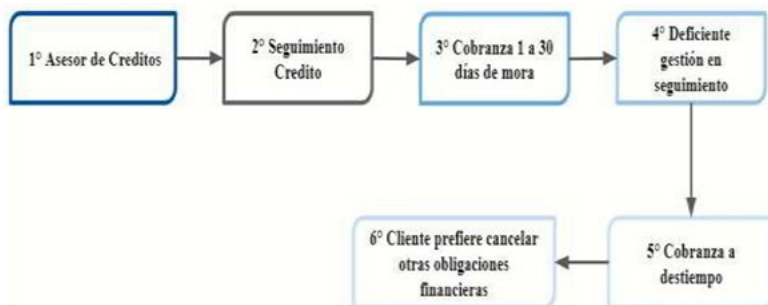 1° Asesor de Creditos
2° Seguimiento
Credito
3° Cobranza 1 a 30
días de mora
4° Deficiente
gestión en
seguimiento
5° Cobranza a
destiempo
6° Cliente prefiere cancelar
otras obligaciones
financieras